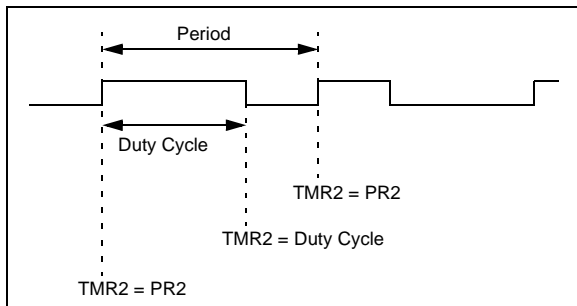 Period
Duty Cycle
TMR2 = PR2
TMR2 = Duty Cycle
TMR2 = PR2